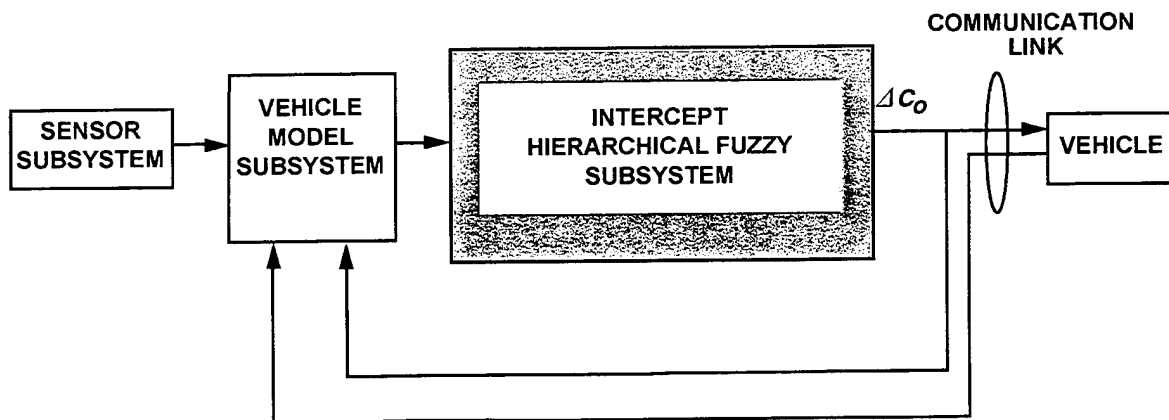 COMMUNICATION
LINK
SENSOR
SUBSYSTEM
VEHICLE
MODEL
SUBSYSTEM
INTERCEPT
HIERARCHICAL FUZZY
SUBSYSTEM
ΔC₀
VEHICLE